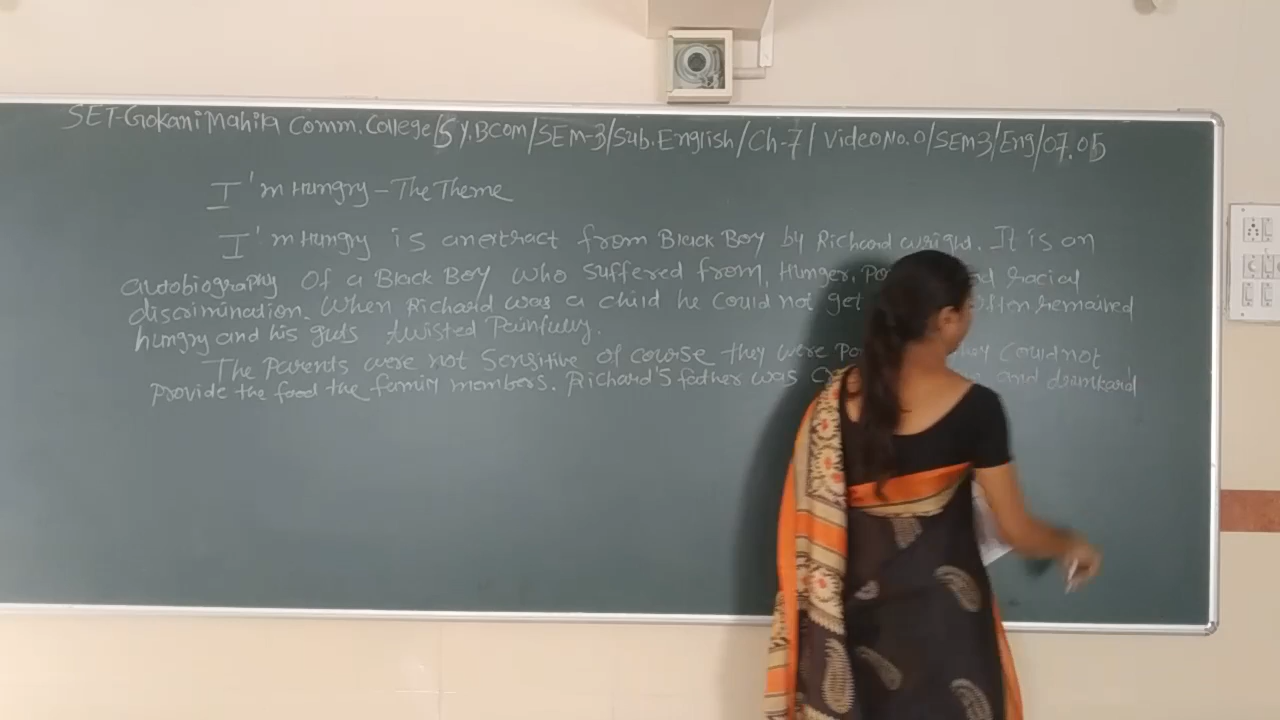 SET-Gokani Mahila Comm. College/S Y.BCOM/SEM-3/Sub.English/Ch-7/ Video No.0/SEM3/Eng/07.05
I'm Hungry - The Theme
I'm Hungry is an extract from Black Boy by Richard Wright. It is an
autobiography of a Black Boy who suffered from, Hunger, racial
discrimination. When Richard was a child he could not get often remained
hungry and his guts twisted Painfully.
The Parents were not sensitive of course they were they could not
provide the food the family members. Richard's father was and drunkard